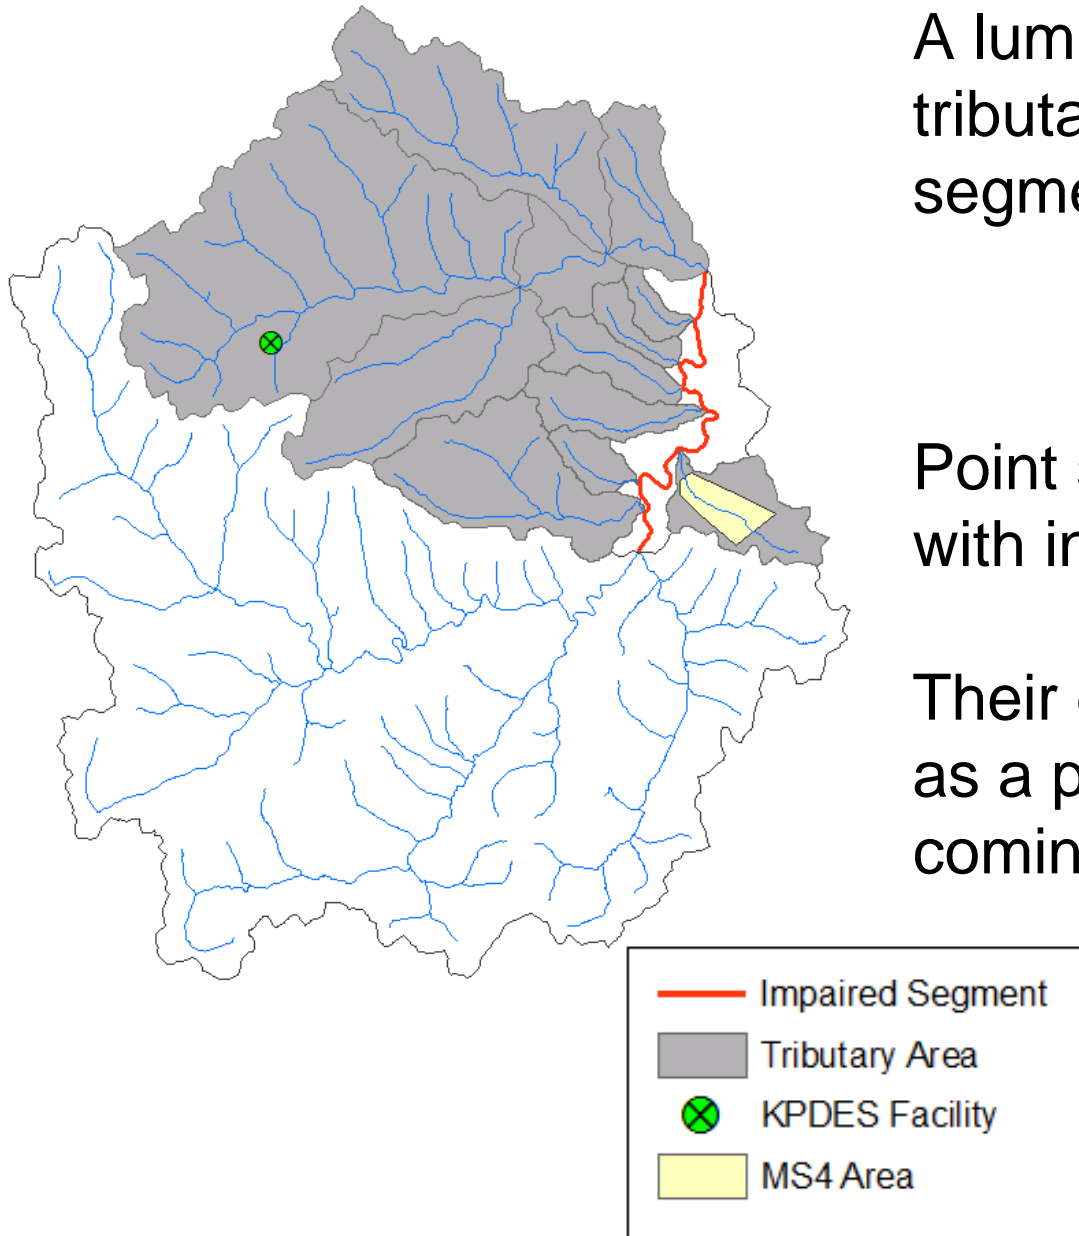 A lum
tributa
segme
Point
with in
Their
as a p
comin
Impaired Segment
Tributary Area
KPDES Facility
MS4 Area